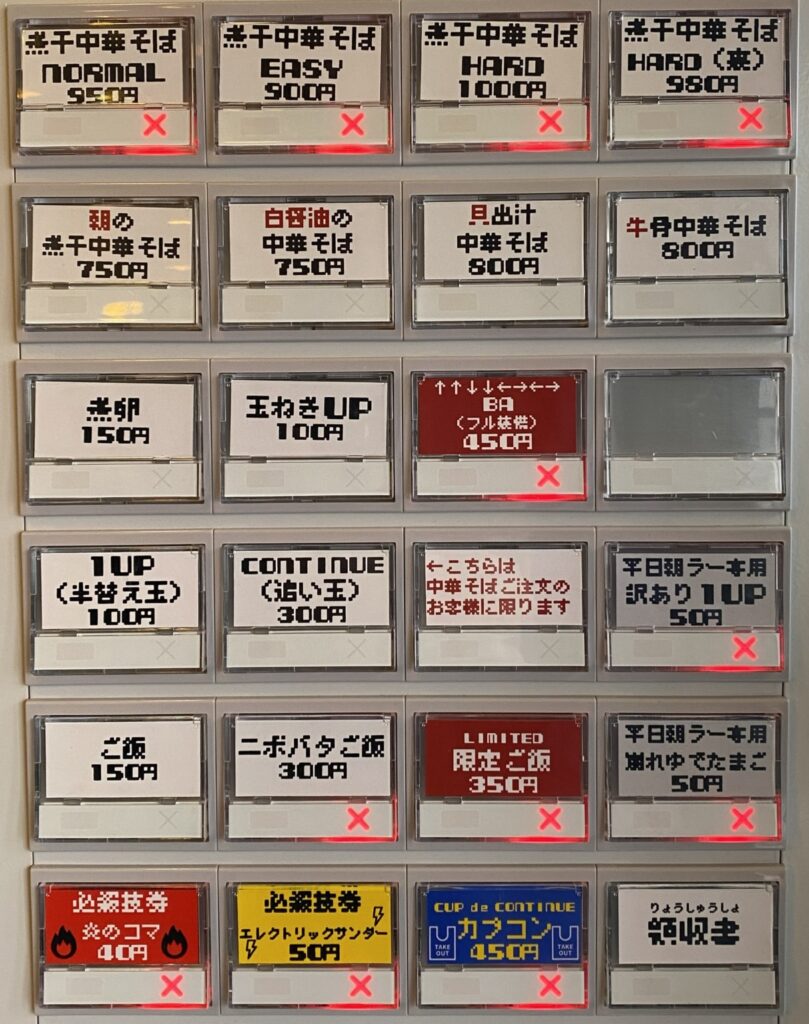 煮干中華そば
NORMAL
950円
煮干中華そば
EASY
900円
煮干中華そば
HARD
1000円
煮干中華そば
HARD（裏）
980円
朝の
煮干中華そば
750円
白醤油の
中華そば
750円
貝出汁
中華そば
800円
牛骨中華そば
800円
煮卵
150円
玉ねぎUP
100円
↑↑↓↓←→←→
BA
（フル装備）
450円
1UP
（半替え玉）
100円
CONTINUE
（追い玉）
300円
←こちらは
中華そばご注文の
お客様に限ります
平日朝ラー専用
訳あり1UP
50円
ご飯
150円
ニボバタご飯
300円
LIMITED
限定ご飯
350円
平日朝ラー専用
崩れゆでたまご
50円
必殺技券
炎のコマ
40円
必殺技券
エレクトリックサンダー
50円
CUP de CONTINUE
カプコン
TAKE OUT
TAKE OUT
450円
りょうしゅうしょ
領収書